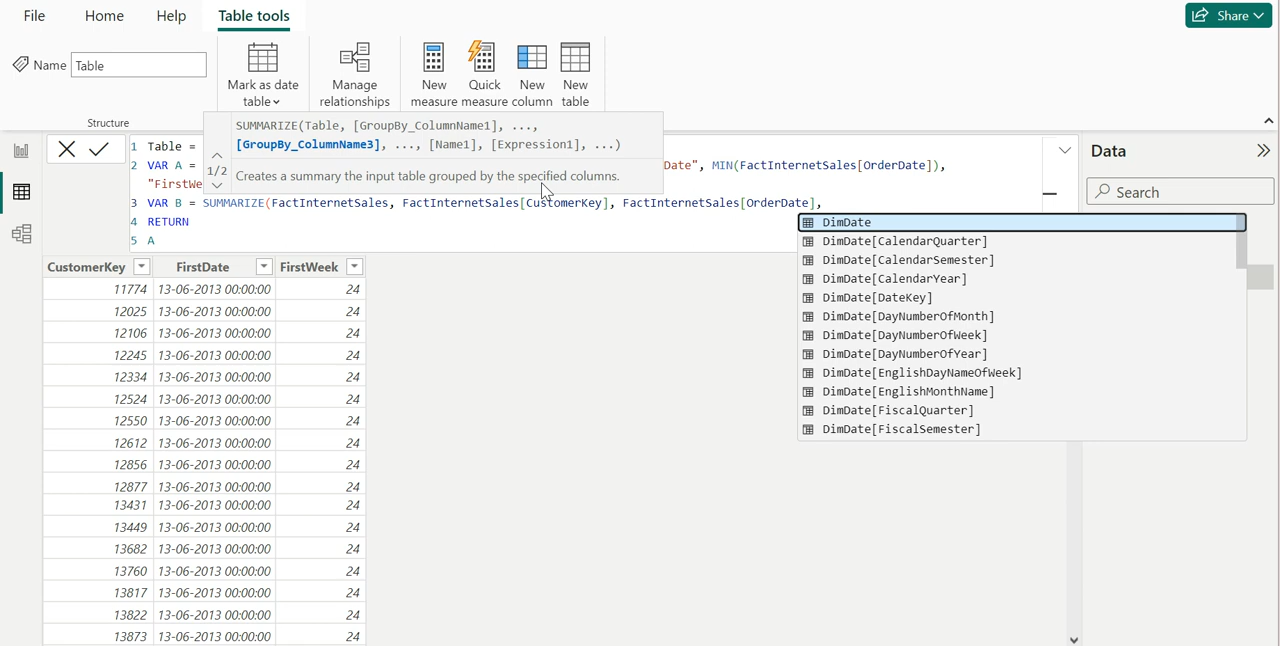 File Home Help Table tools Share
Name Table
Mark as date table
Manage relationships
New measure
Quick measure
New column
New table
Structure
SUMMARIZE(Table, [GroupBy_ColumnName1], ...,
[GroupBy_ColumnName3], ..., [Name1], [Expression1], ...)
1/2
Creates a summary the input table grouped by the specified columns.
1 Table =
2 VAR A = Date", MIN(FactInternetSales[OrderDate]),
"FirstWe
3 VAR B = SUMMARIZE(FactInternetSales, FactInternetSales[CustomerKey], FactInternetSales[OrderDate],
4 RETURN
5 A
Data
Search
DimDate
DimDate[CalendarQuarter]
DimDate[CalendarSemester]
DimDate[CalendarYear]
DimDate[DateKey]
DimDate[DayNumberOfMonth]
DimDate[DayNumberOfWeek]
DimDate[DayNumberOfYear]
DimDate[EnglishDayNameOfWeek]
DimDate[EnglishMonthName]
DimDate[FiscalQuarter]
DimDate[FiscalSemester]
CustomerKey FirstDate FirstWeek
11774 13-06-2013 00:00:00 24
12025 13-06-2013 00:00:00 24
12106 13-06-2013 00:00:00 24
12245 13-06-2013 00:00:00 24
12334 13-06-2013 00:00:00 24
12524 13-06-2013 00:00:00 24
12550 13-06-2013 00:00:00 24
12612 13-06-2013 00:00:00 24
12856 13-06-2013 00:00:00 24
12877 13-06-2013 00:00:00 24
13431 13-06-2013 00:00:00 24
13449 13-06-2013 00:00:00 24
13682 13-06-2013 00:00:00 24
13760 13-06-2013 00:00:00 24
13817 13-06-2013 00:00:00 24
13822 13-06-2013 00:00:00 24
13873 13-06-2013 00:00:00 24